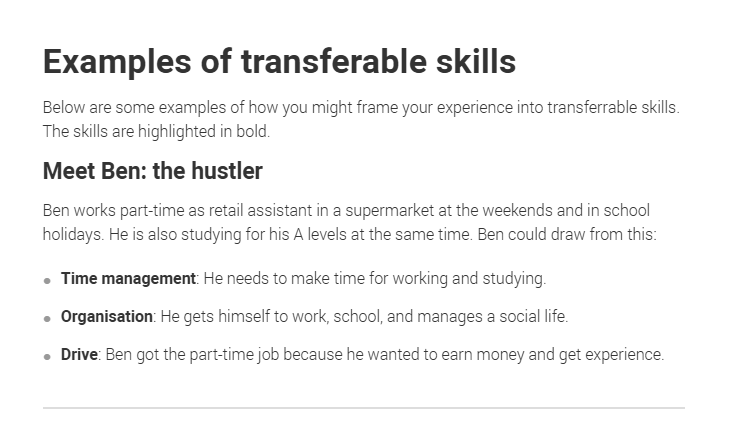 Examples of transferable skills
Below are some examples of how you might frame your experience into transferrable skills.
The skills are highlighted in bold.
Meet Ben: the hustler
Ben works part-time as retail assistant in a supermarket at the weekends and in school
holidays. He is also studying for his A levels at the same time. Ben could draw from this:
Time management: He needs to make time for working and studying.
Organisation: He gets himself to work, school, and manages a social life.
Drive: Ben got the part-time job because he wanted to earn money and get experience.